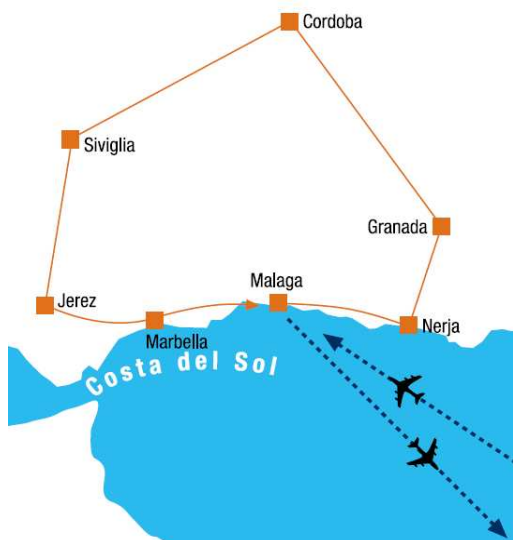 Cordoba
Siviglia
Granada
Malaga
Jerez
Nerja
Marbella
Costa del Sol